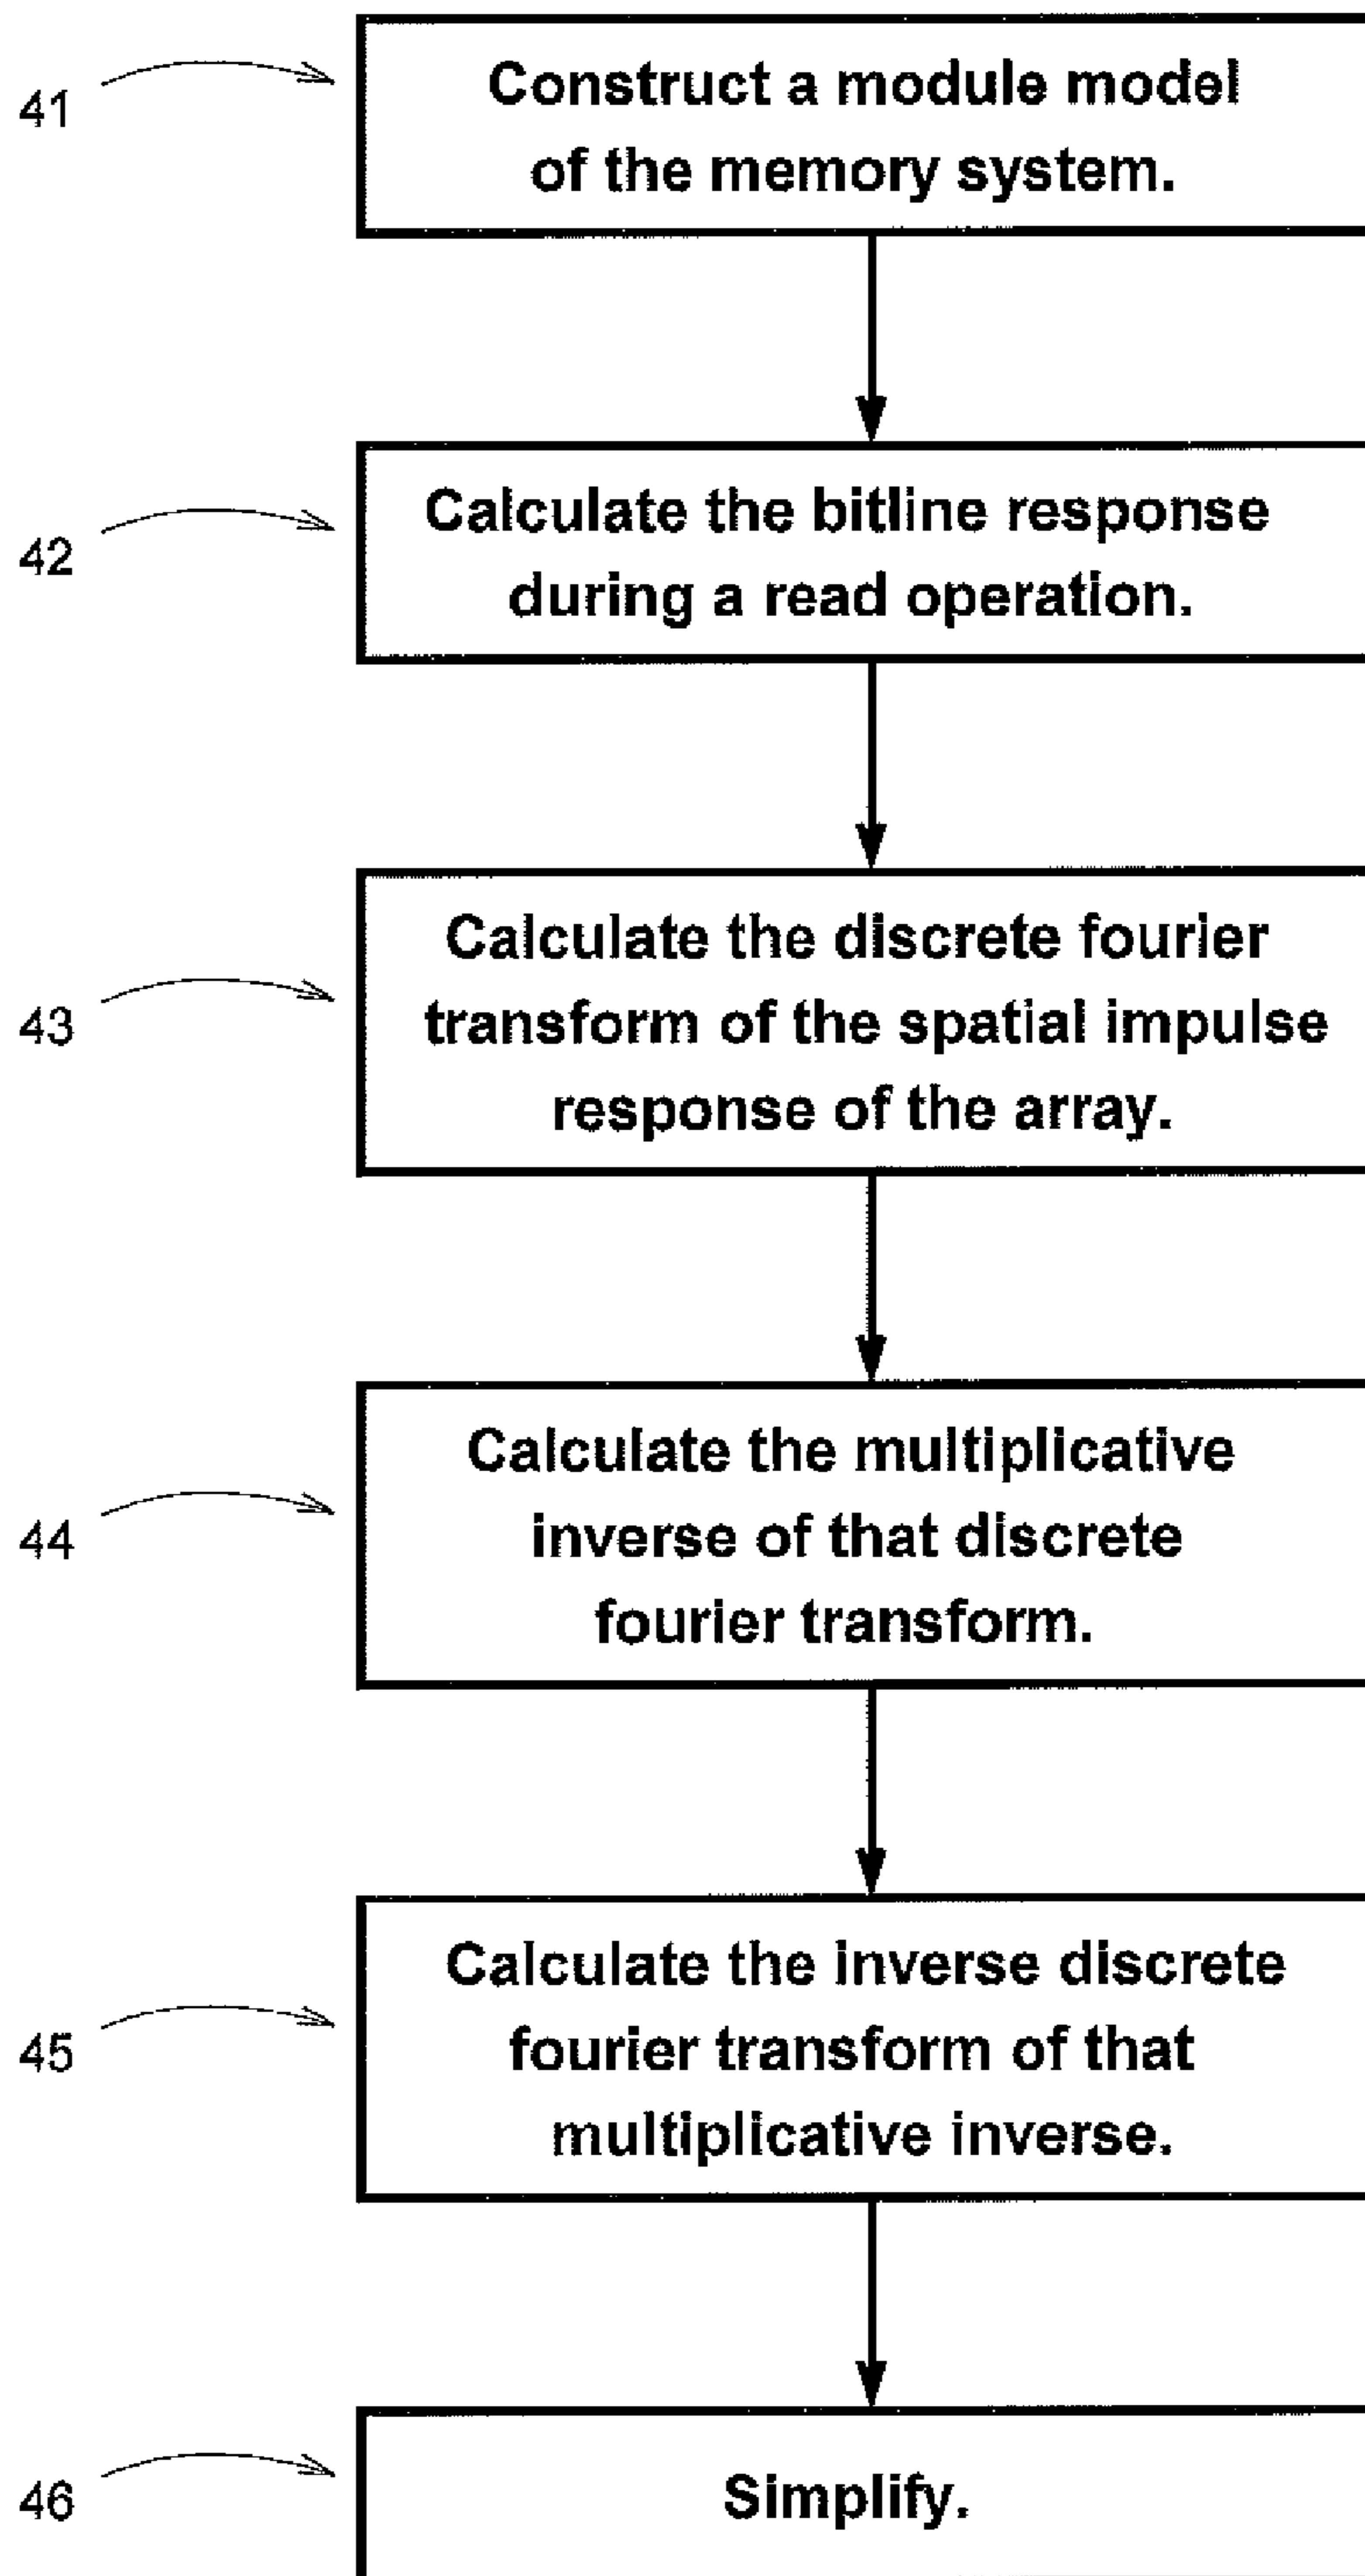 41
Construct a module model
of the memory system.
42
Calculate the bitline response
during a read operation.
43
Calculate the discrete fourier
transform of the spatial impulse
response of the array.
44
Calculate the multiplicative
inverse of that discrete
fourier transform.
45
Calculate the inverse discrete
fourier transform of that
multiplicative inverse.
46
Simplify.